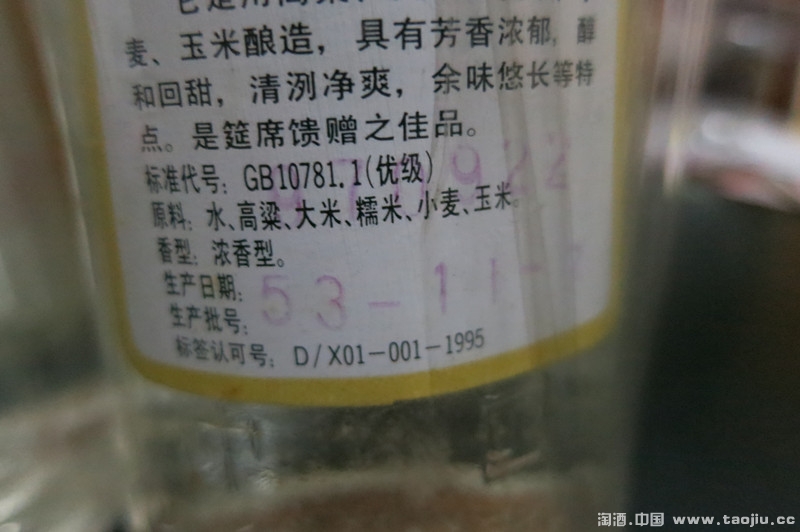 麦、玉米酿造，具有芳香浓郁，醇
和回甜，清洌净爽，余味悠长等特
点。是筵席馈赠之佳品。
标准代号：GB10781.1(优级)
922
原料：水、高粱、大米、糯米、小麦、玉米。
香型：浓香型。
生产日期：
53-11-
生产批号：
标签认可号：D/X01-001-1995
淘酒.中国 www.taojiu.cc